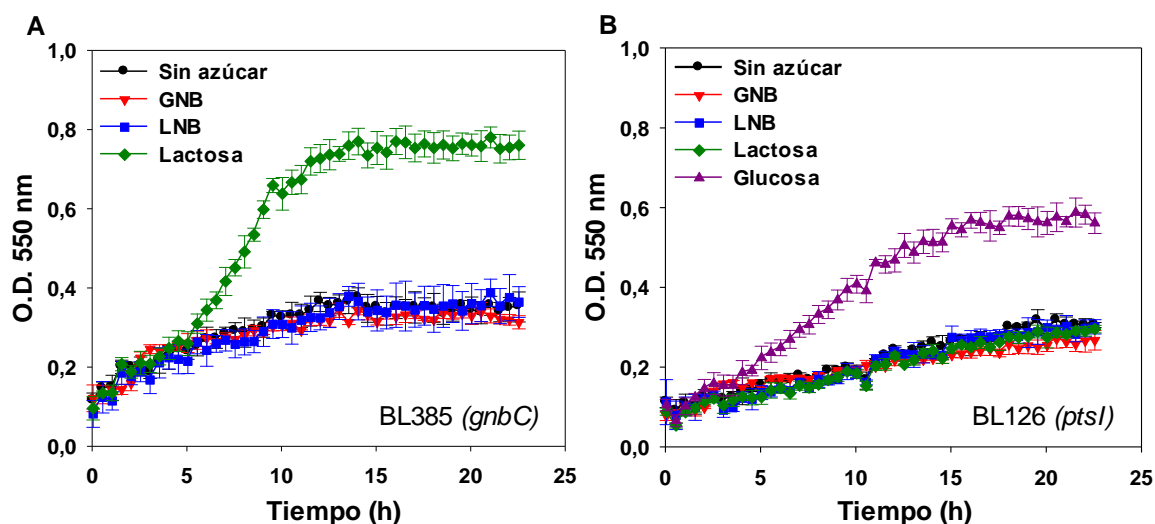 A
O.D. 550 nm
1,0
0,8
0,6
0,4
0,2
0,0
Sin azúcar
GNB
LNB
Lactosa
BL385 (gnbC)
0 5 10 15 20 25
Tiempo (h)
B
O.D. 550 nm
1,0
0,8
0,6
0,4
0,2
0,0
Sin azúcar
GNB
LNB
Lactosa
Glucosa
BL126 (ptsI)
0 5 10 15 20 25
Tiempo (h)